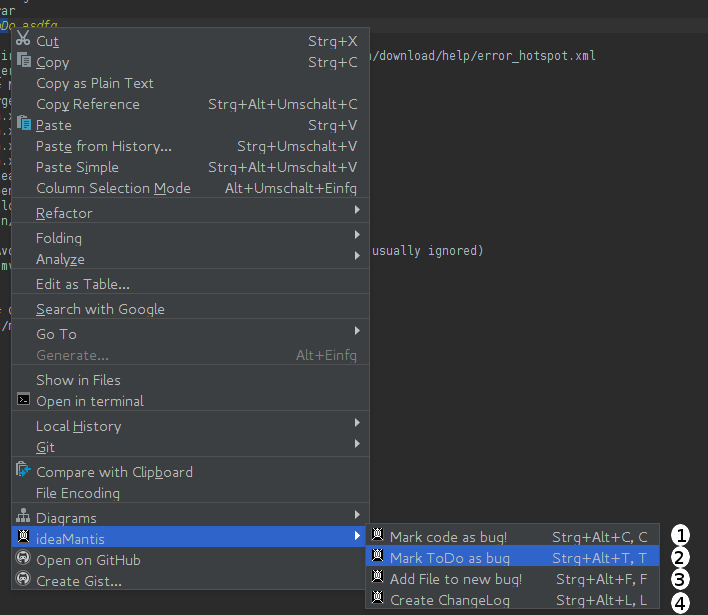 var
oDo asdfg
Cut Strg+X
n/download/help/error_hotspot.xml
Copy Strg+C
Copy as Plain Text
Copy Reference Strg+Alt+Umschalt+C
Paste Strg+V
Paste from History... Strg+Umschalt+V
Paste Simple Strg+Alt+Umschalt+V
Column Selection Mode Alt+Umschalt+Einfg
Refactor
Folding
usually ignored)
Analyze
Edit as Table...
Search with Google
Go To
Generate... Alt+Einfg
Show in Files
Open in terminal
Local History
Git
Compare with Clipboard
File Encoding
Diagrams
ideaMantis
Open on GitHub
Create Gist...
Mark code as bug! Strg+Alt+C, C 1
Mark ToDo as bug Strg+Alt+T, T 2
Add File to new bug! Strg+Alt+F, F 3
Create ChangeLog Strg+Alt+L, L 4